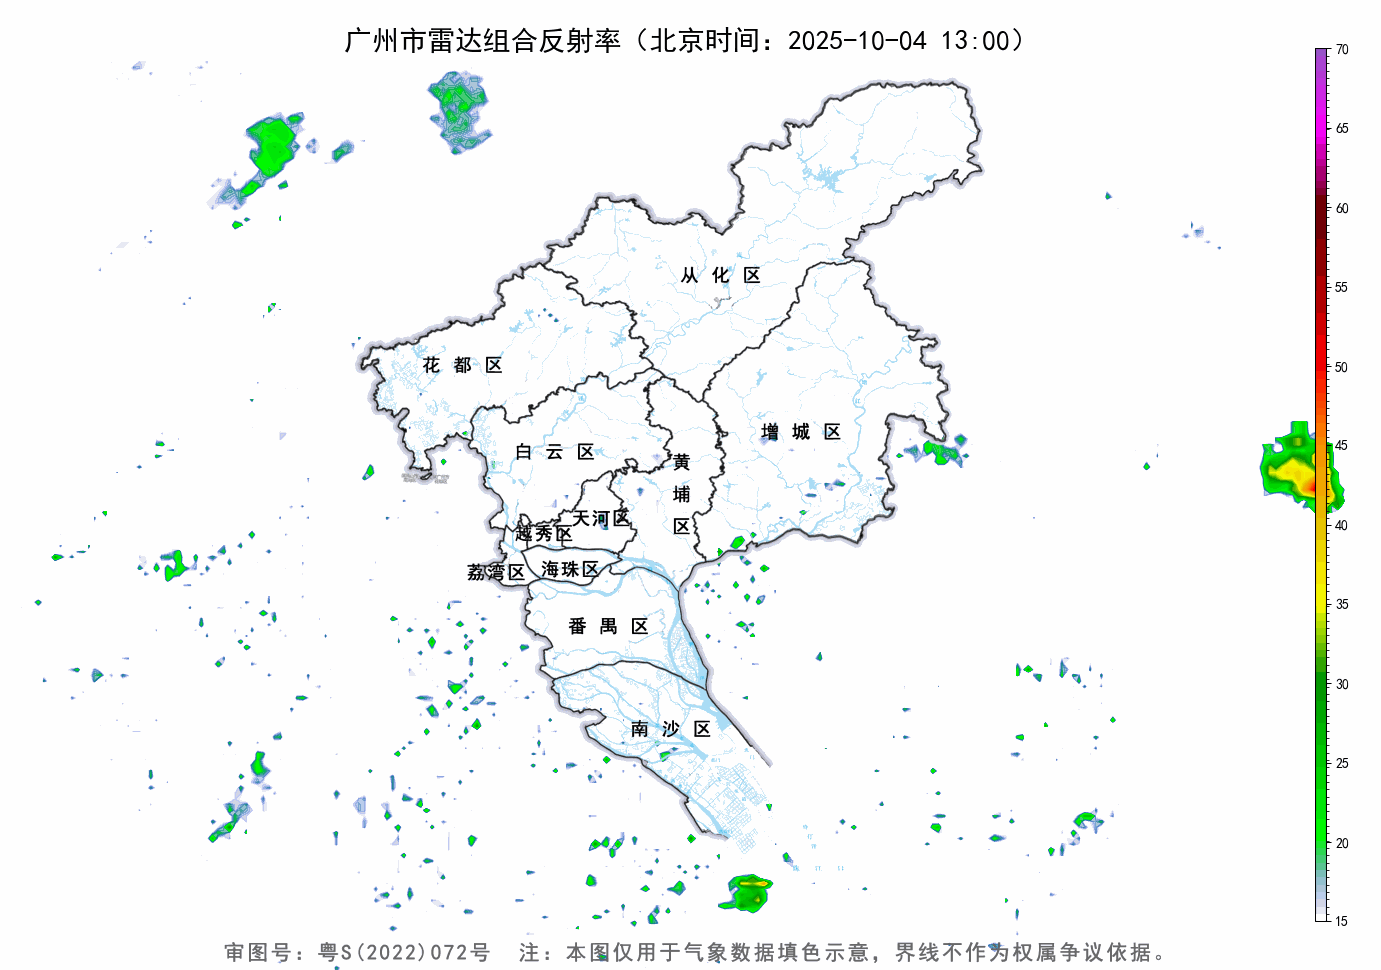 广州市雷达组合反射率（北京时间：2025-10-04 13:00）
70
65
60
55
50
45
40
35
30
25
20
15
从化区
花都区
增城区
白云区
黄埔区
天河区
越秀区
荔湾区
海珠区
番禺区
南沙区
审图号：粤S(2022)072号 注：本图仅用于气象数据填色示意，界线不作为权属争议依据。